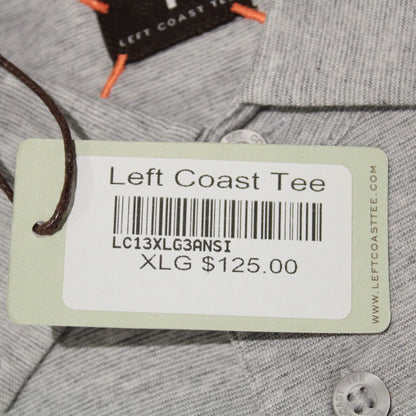 LEFT COAST TEE
Left Coast Tee
LC13XLG3ANSI
XLG $125.00
WWW.LEFTCOASTTEE.COM